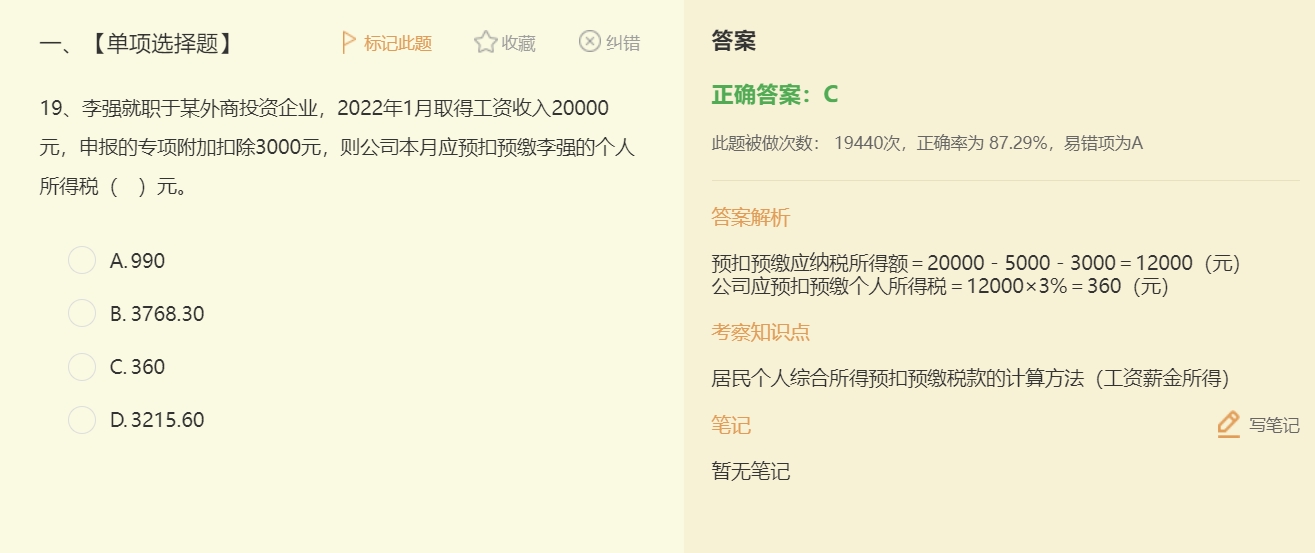 一、【单项选择题】
标记此题
收藏
纠错
19、李强就职于某外商投资企业，2022年1月取得工资收入20000
元，申报的专项附加扣除3000元，则公司本月应预扣预缴李强的个人
所得税（　）元。
A. 990
B. 3768.30
C. 360
D. 3215.60
答案
正确答案：C
此题被做次数： 19440次，正确率为 87.29%，易错项为A
答案解析
预扣预缴应纳税所得额＝20000－5000－3000＝12000（元）
公司应预扣预缴个人所得税＝12000×3%＝360（元）
考察知识点
居民个人综合所得预扣预缴税款的计算方法（工资薪金所得）
笔记
写笔记
暂无笔记